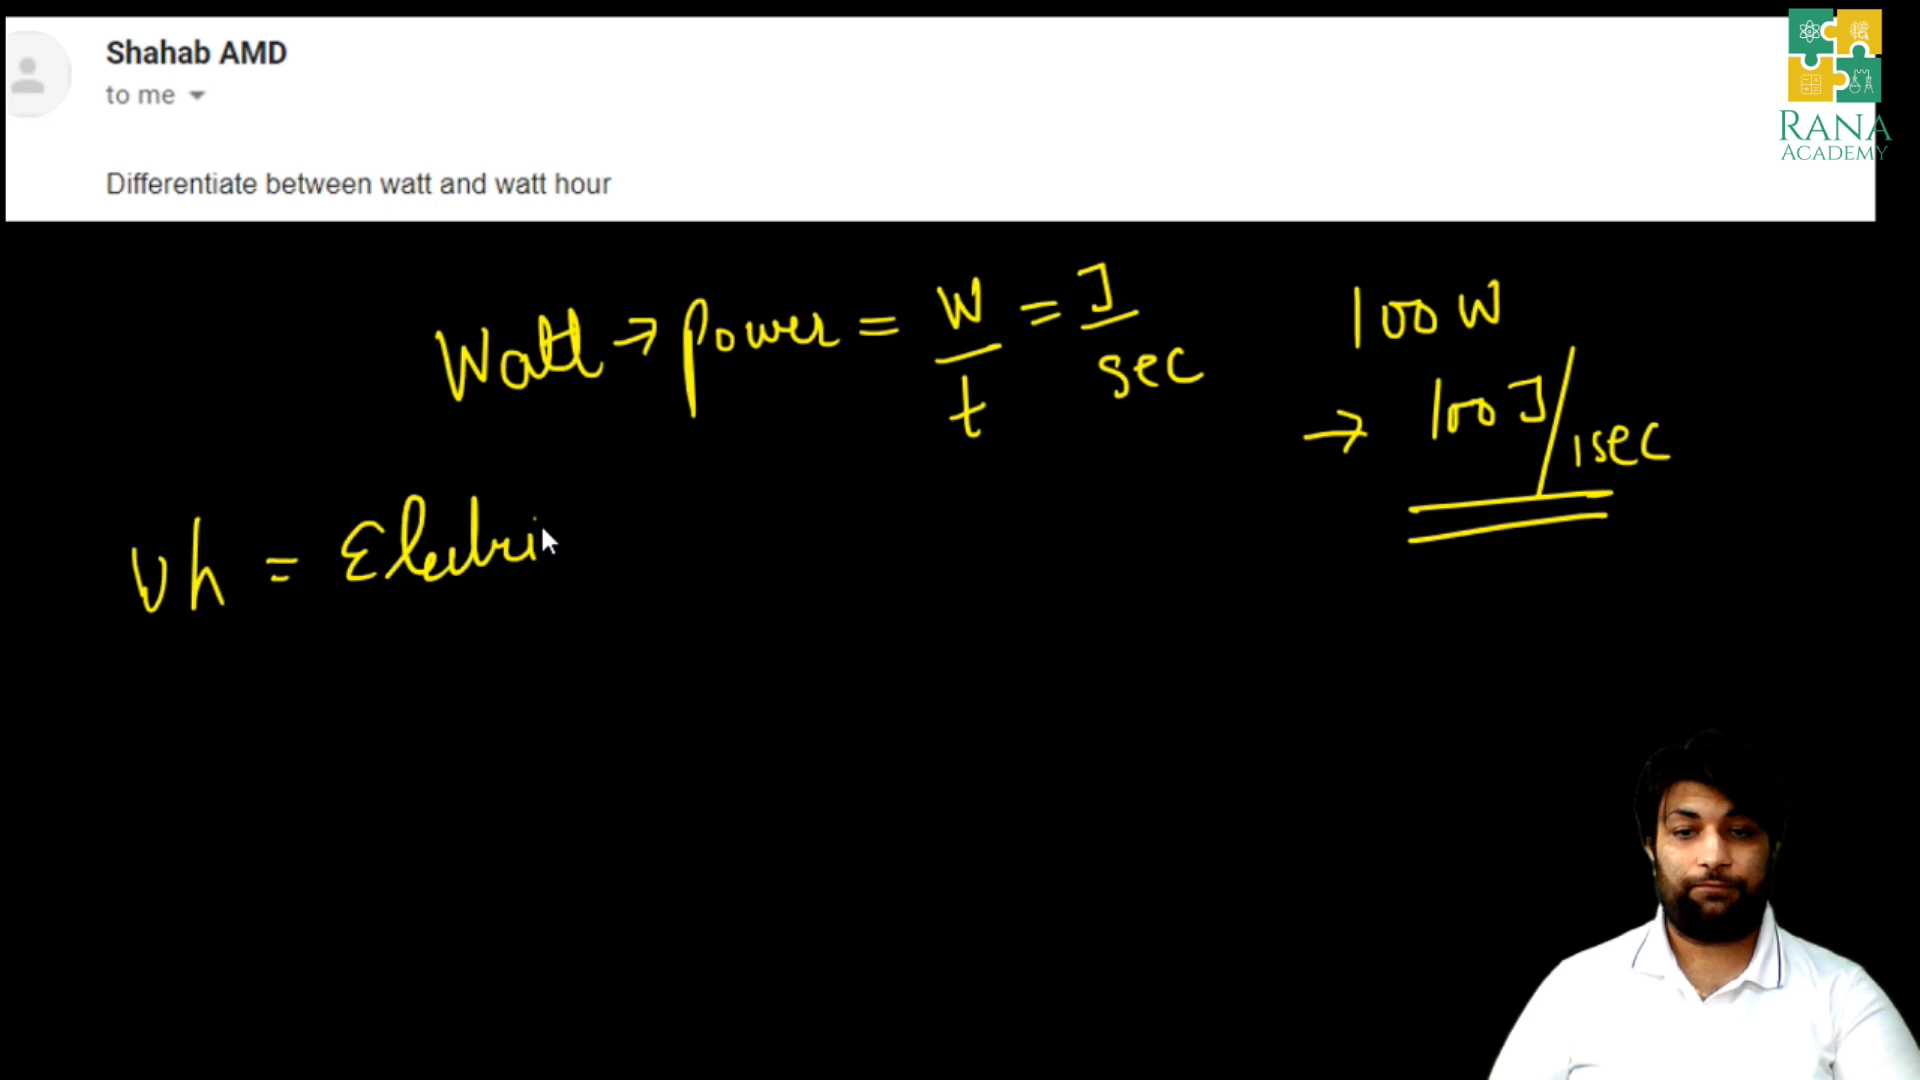 Shahab AMD
to me
Differentiate between watt and watt hour
RANA
ACADEMY
Watt → Power = W/t = J/sec
100 W
→ 100 J/1sec
Wh = Electri